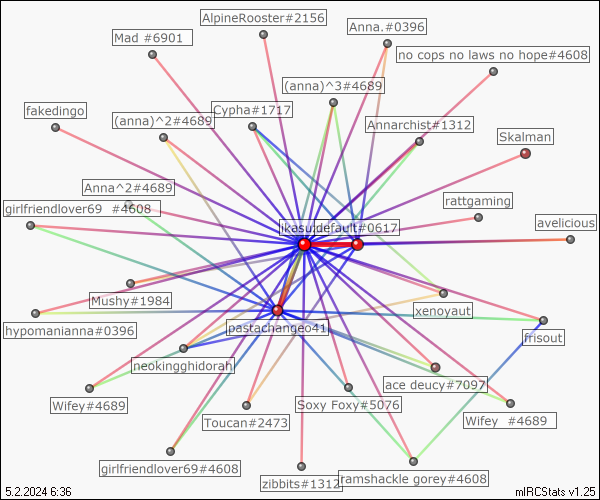 AlpineRooster#2156
Anna.#0396
Mad #6901
no cops no laws no hope#4608
(anna)^3#4689
fakedingo
Cypha#1717
(anna)^2#4689
Annarchist#1312
Skalman
Anna^2#4689
rattgaming
girlfriendlover69 #4608
avelicious
default#0617
Mushy#1984
xenoyaut
hypomanianna#0396
pastachangeo41
frisout
neokingghidorah
ace deucy#7097
Wifey#4689
Soxy Foxy#5076
Toucan#2473
Wifey #4689
girlfriendlover69#4608
zibbits#1312
ramshackle gorey#4608
5.2.2024 6:36
mIRCStats v1.25